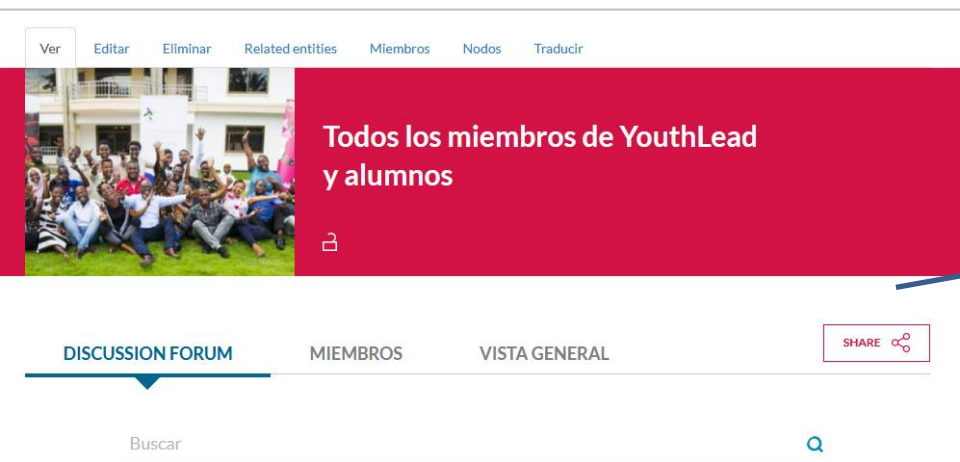 Ver Editar Eliminar Related entities Miembros Nodos Traducir
Todos los miembros de YouthLead
y alumnos
DISCUSSION FORUM MIEMBROS VISTA GENERAL SHARE
Buscar